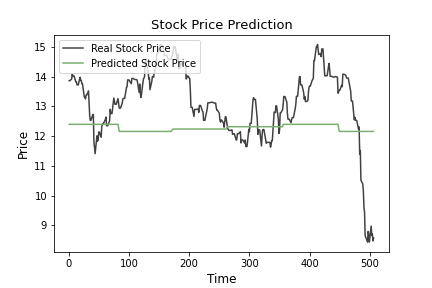 Stock Price Prediction
Real Stock Price
Predicted Stock Price
Price
15
14
13
12
11
10
9
0 100 200 300 400 500
Time